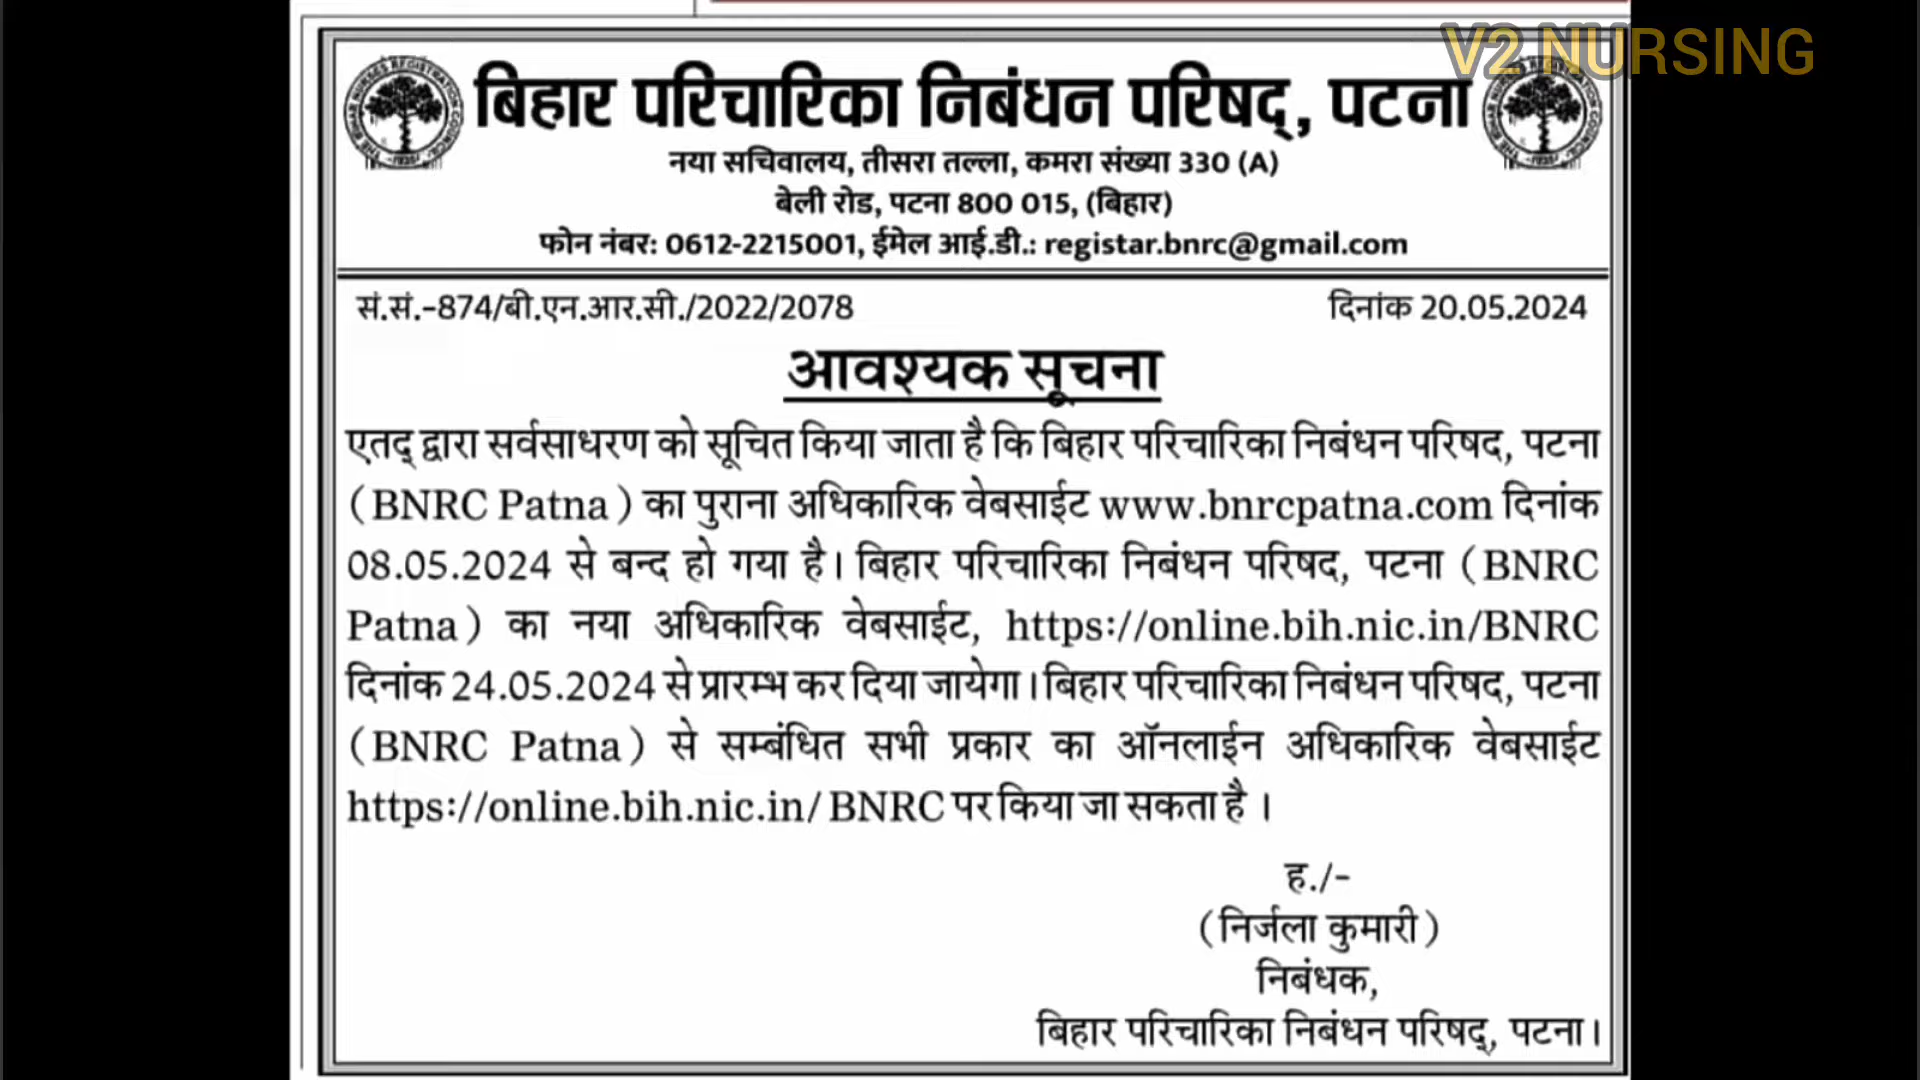 V2 NURSING
बिहार परिचारिका निबंधन परिषद्, पटना
नया सचिवालय, तीसरा तल्ला, कमरा संख्या 330 (A)
बेली रोड, पटना 800 015, (बिहार)
फोन नंबर: 0612-2215001, ईमेल आई.डी.: registar.bnrc@gmail.com
सं.सं.-874/बी.एन.आर.सी./2022/2078 दिनांक 20.05.2024
आवश्यक सूचना
एतद् द्वारा सर्वसाधरण को सूचित किया जाता है कि बिहार परिचारिका निबंधन परिषद, पटना
(BNRC Patna) का पुराना अधिकारिक वेबसाईट www.bnrcpatna.com दिनांक
08.05.2024 से बन्द हो गया है। बिहार परिचारिका निबंधन परिषद, पटना (BNRC
Patna) का नया अधिकारिक वेबसाईट, https://online.bih.nic.in/BNRC
दिनांक 24.05.2024 से प्रारम्भ कर दिया जायेगा। बिहार परिचारिका निबंधन परिषद, पटना
(BNRC Patna) से सम्बंधित सभी प्रकार का ऑनलाईन अधिकारिक वेबसाईट
https://online.bih.nic.in/ BNRC पर किया जा सकता है ।
ह./-
(निर्जला कुमारी)
निबंधक,
बिहार परिचारिका निबंधन परिषद्, पटना।